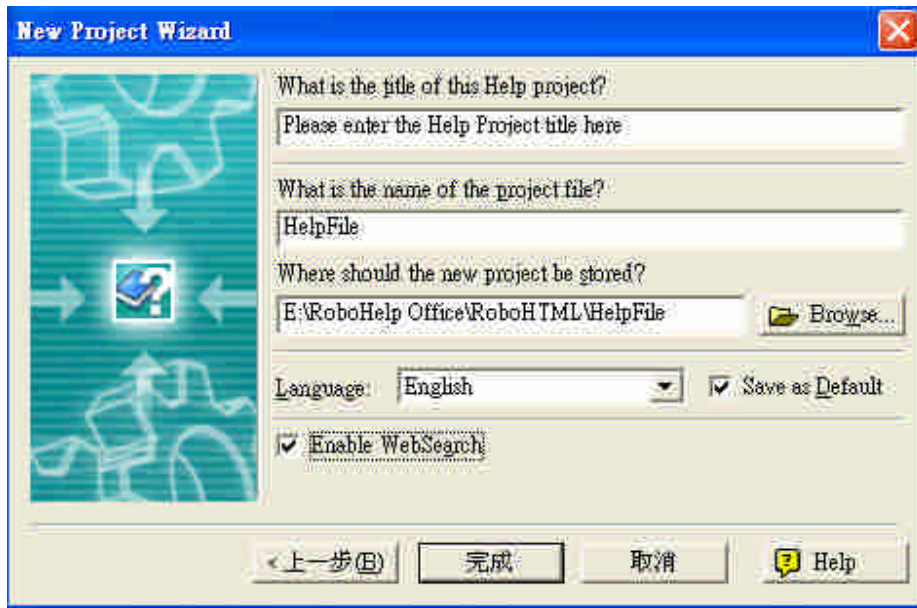 New Project Wizard
What is the title of this Help project?
Please enter the Help Project title here
What is the name of the project file?
HelpFile
Where should the new project be stored?
E:\RoboHelp Office\RoboHTML\HelpFile
Browse...
Language: English Save as Default
Enable WebSearch
<上一步(B) 完成 取消 Help